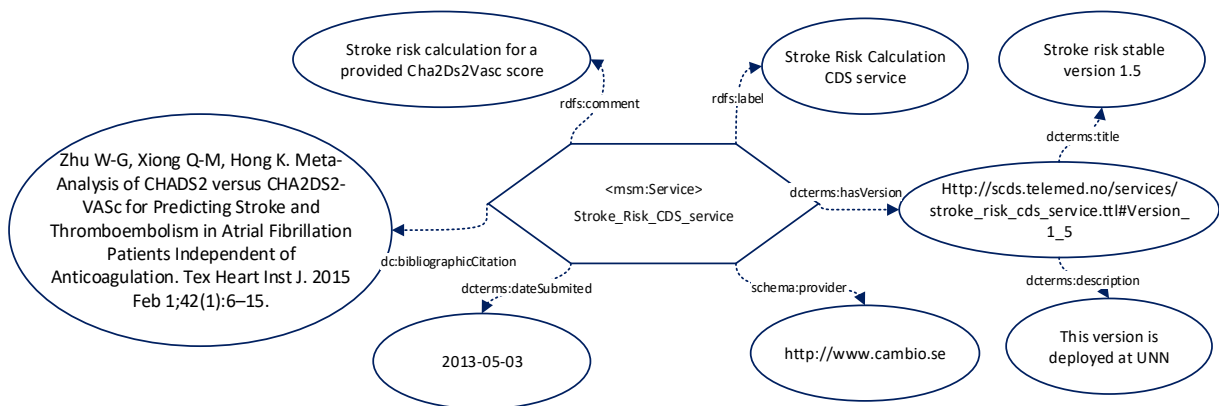 Stroke risk calculation for a
provided Cha2Ds2Vasc score
Stroke Risk Calculation
CDS service
Stroke risk stable
version 1.5
rdfs:comment
rdfs:label
dcterms:title
Zhu W-G, Xiong Q-M, Hong K. Meta-
Analysis of CHADS2 versus CHA2DS2-
VASc for Predicting Stroke and
Thromboembolism in Atrial Fibrillation
Patients Independent of
Anticoagulation. Tex Heart Inst J. 2015
Feb 1;42(1):6–15.
<msm:Service>
Stroke_Risk_CDS_service
dcterms:hasVersion
Http://scds.telemed.no/services/
stroke_risk_cds_service.ttl#Version_
1_5
dc:bibliographicCitation
dcterms:dateSubmited
schema:provider
dcterms:description
2013-05-03
http://www.cambio.se
This version is
deployed at UNN